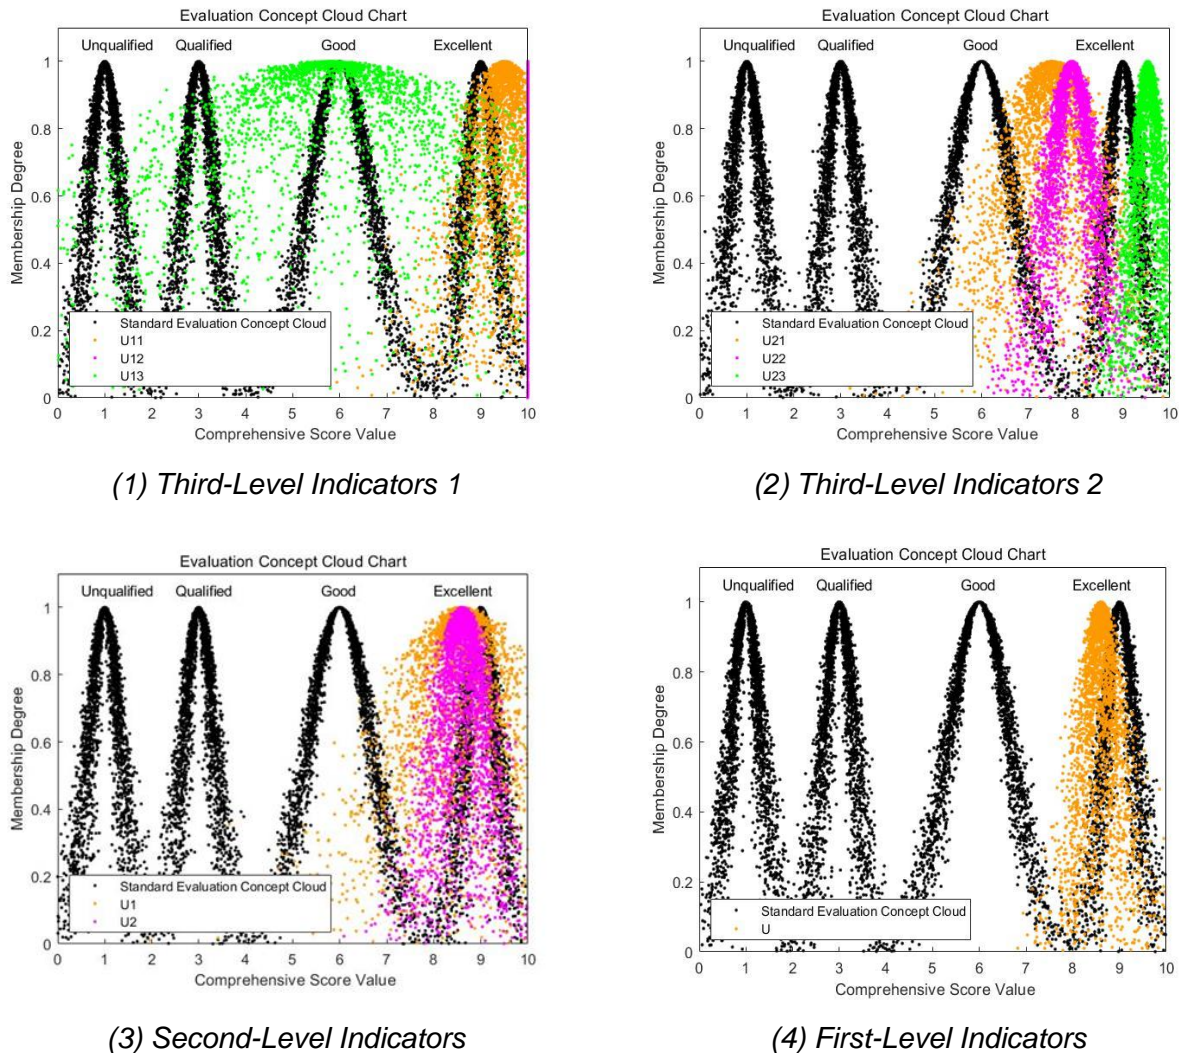 Evaluation Concept Cloud Chart
Unqualified Qualified Good Excellent
Membership Degree
1
0.8
0.6
0.4
0.2
0
Standard Evaluation Concept Cloud
U11
U12
U13
0 1 2 3 4 5 6 7 8 9 10
Comprehensive Score Value
(1) Third-Level Indicators 1
Evaluation Concept Cloud Chart
Unqualified Qualified Good Excellent
Membership Degree
1
0.8
0.6
0.4
0.2
0
Standard Evaluation Concept Cloud
U21
U22
U23
0 1 2 3 4 5 6 7 8 9 10
Comprehensive Score Value
(2) Third-Level Indicators 2
Evaluation Concept Cloud Chart
Unqualified Qualified Good Excellent
Membership Degree
1
0.8
0.6
0.4
0.2
0
Standard Evaluation Concept Cloud
U1
U2
0 1 2 3 4 5 6 7 8 9 10
Comprehensive Score Value
(3) Second-Level Indicators
Evaluation Concept Cloud Chart
Unqualified Qualified Good Excellent
Membership Degree
1
0.8
0.6
0.4
0.2
0
Standard Evaluation Concept Cloud
U
0 1 2 3 4 5 6 7 8 9 10
Comprehensive Score Value
(4) First-Level Indicators